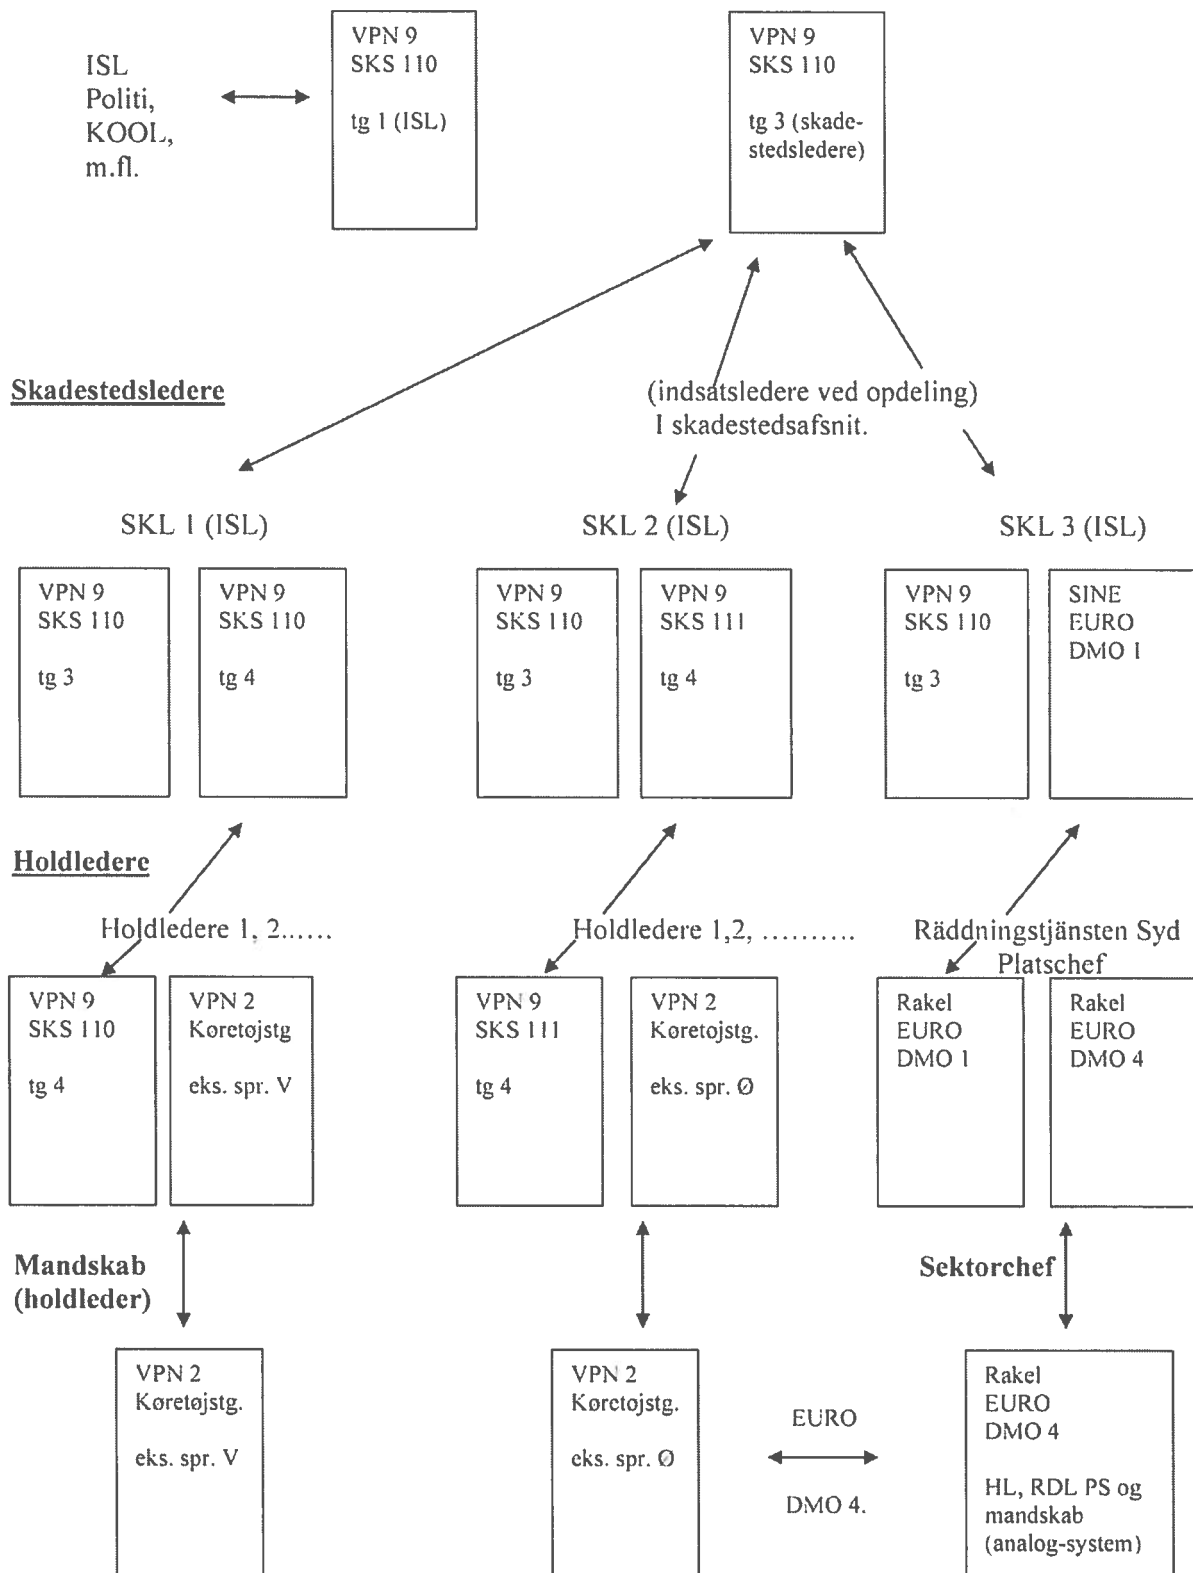 ISL
Politi,
KOOL,
m.fl.
VPN 9
SKS 110
tg 1 (ISL)
VPN 9
SKS 110
tg 3 (skade-
stedsledere)
Skadestedsledere
(indsatsledere ved opdeling)
I skadestedsafsnit.
SKL 1 (ISL)
SKL 2 (ISL)
SKL 3 (ISL)
VPN 9
SKS 110
tg 3
VPN 9
SKS 110
tg 4
VPN 9
SKS 110
tg 3
VPN 9
SKS 111
tg 4
VPN 9
SKS 110
tg 3
SINE
EURO
DMO 1
Holdledere
Holdledere 1, 2......
Holdledere 1,2, ..........
Räddningstjänsten Syd
Platschef
VPN 9
SKS 110
tg 4
VPN 2
Køretøjstg
eks. spr. V
VPN 9
SKS 111
tg 4
VPN 2
Køretøjstg.
eks. spr. Ø
Rakel
EURO
DMO 1
Rakel
EURO
DMO 4
Mandskab
(holdleder)
Sektorchef
VPN 2
Køretøjstg.
eks. spr. V
VPN 2
Køretøjstg.
eks. spr. Ø
EURO
DMO 4.
Rakel
EURO
DMO 4
HL, RDL PS og
mandskab
(analog-system)